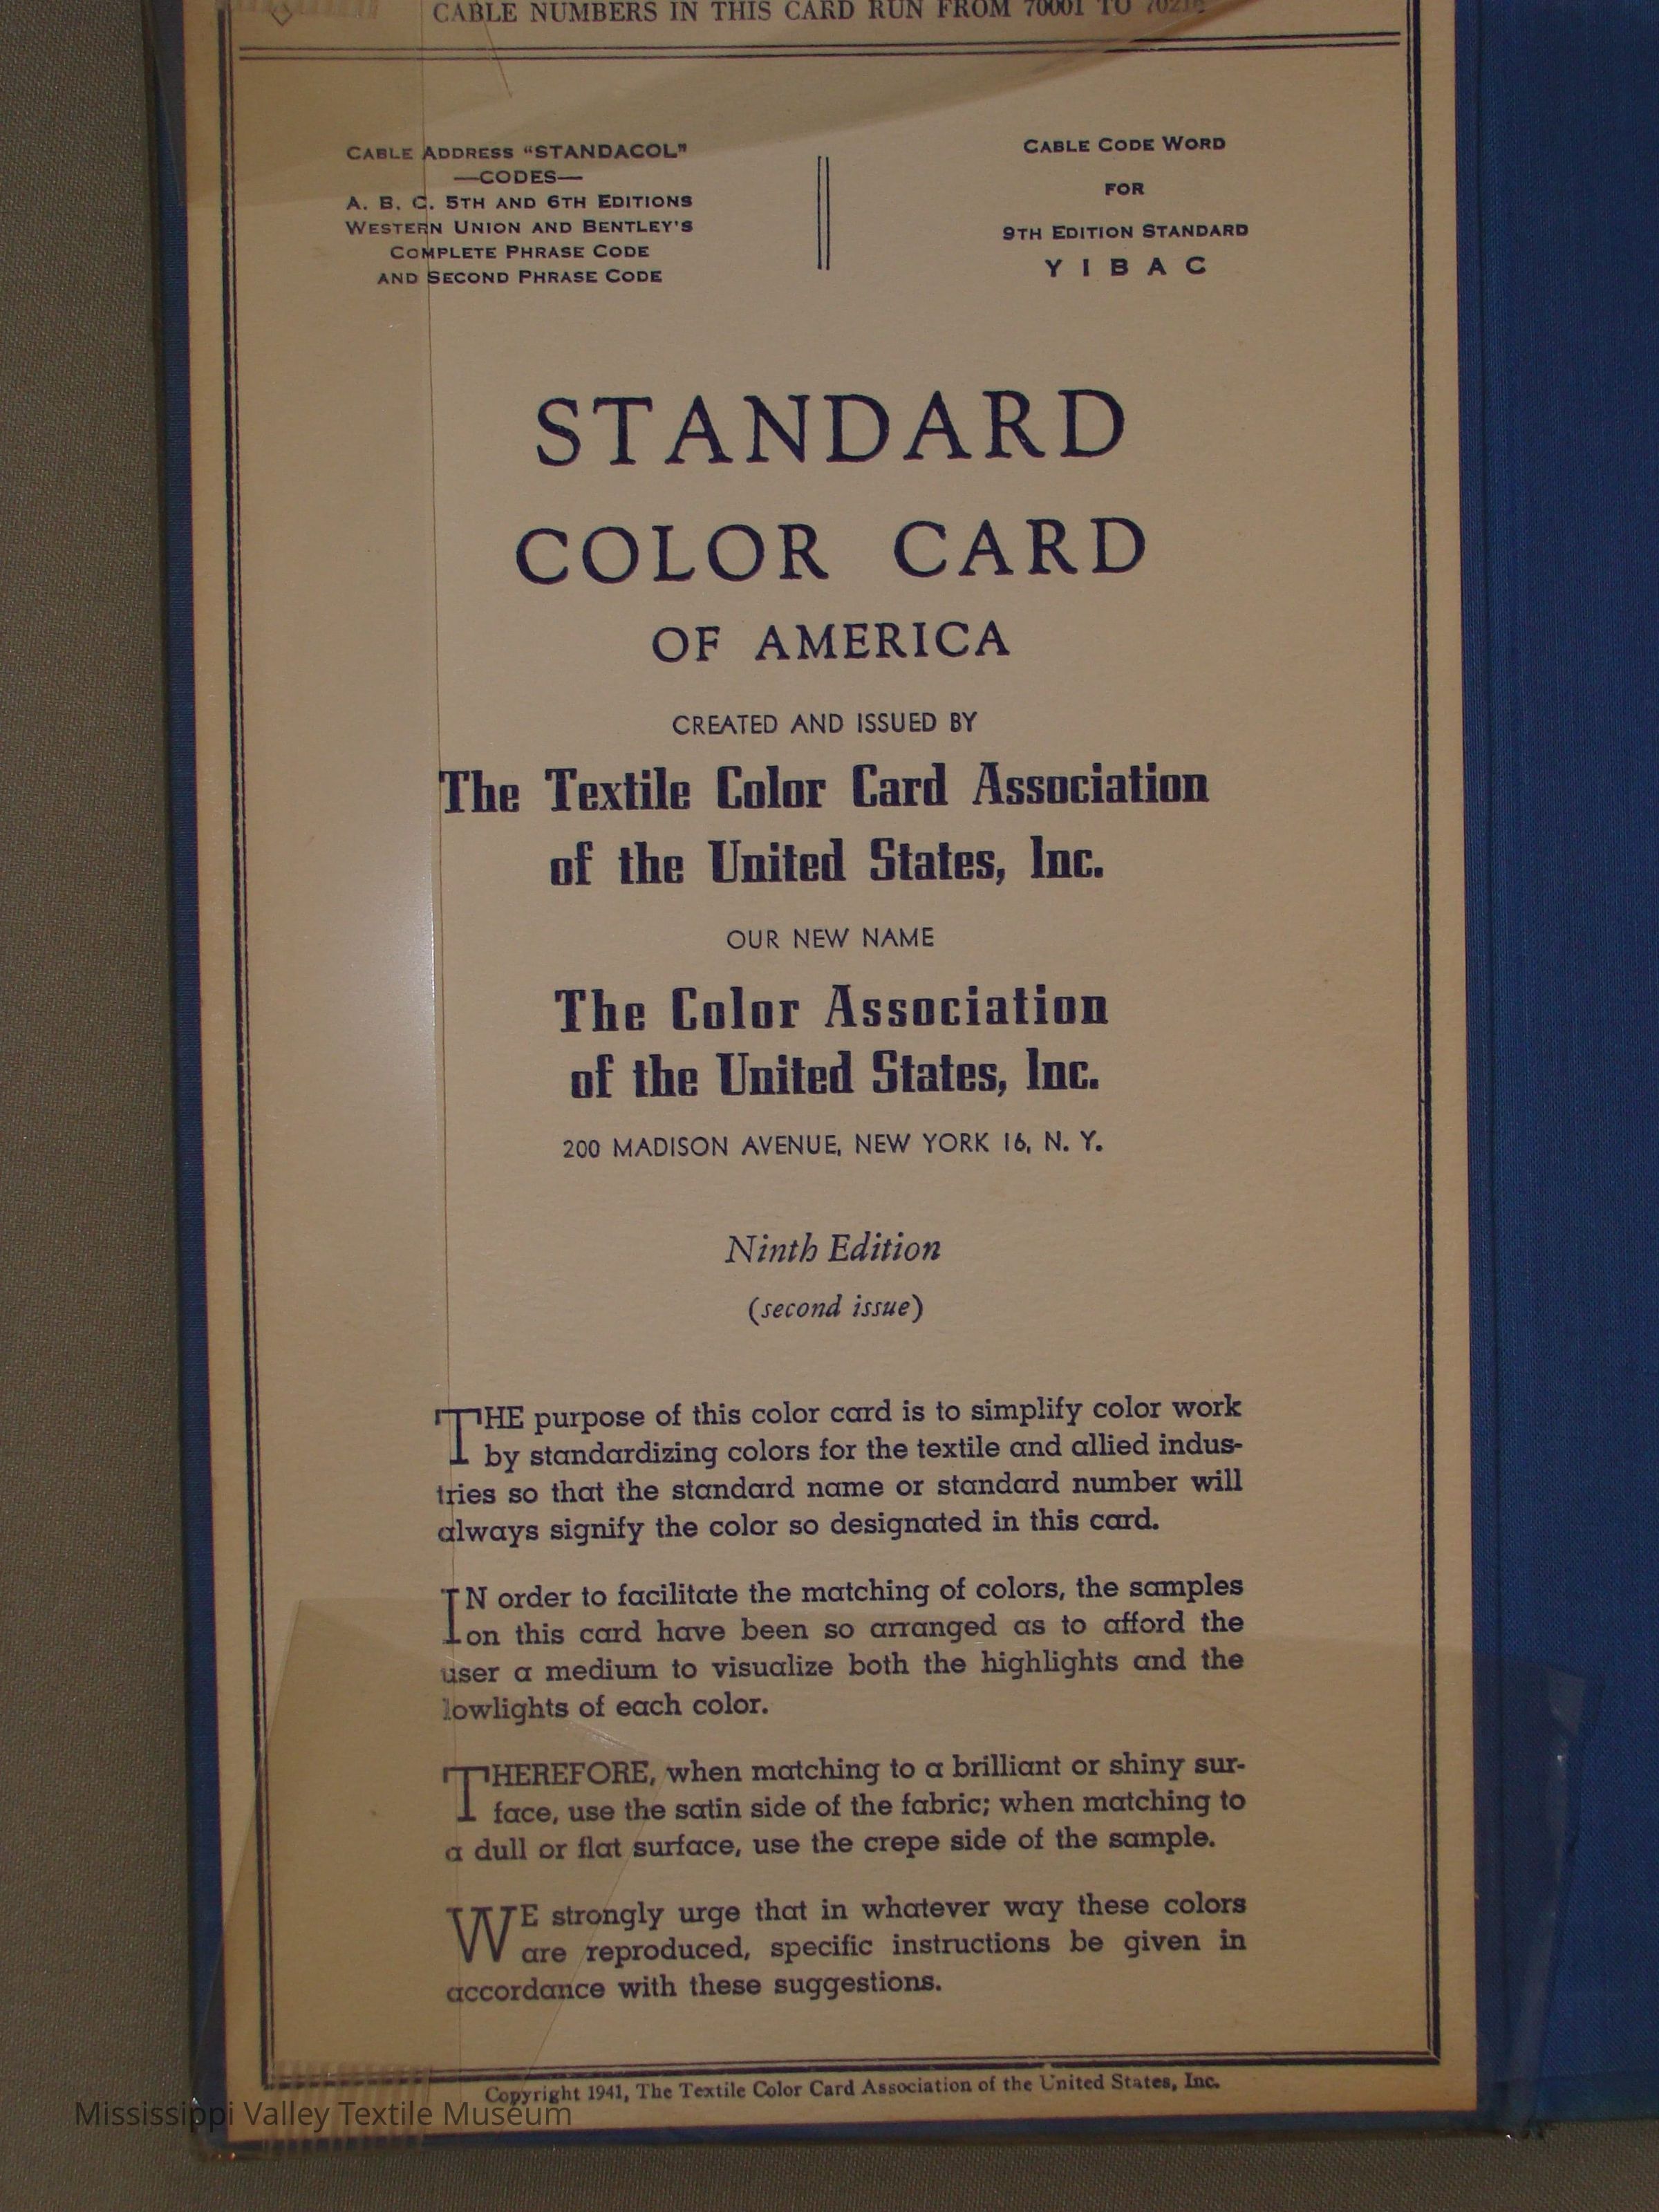 CABLE NUMBERS IN THIS CARD RUN FROM 70001 TO
CABLE ADDRESS "STANDACOL"
—CODES—
A. B. C. 5TH AND 6TH EDITIONS
WESTERN UNION AND BENTLEY'S
COMPLETE PHRASE CODE
AND SECOND PHRASE CODE
CABLE CODE WORD
FOR
9TH EDITION STANDARD
YIBAC
STANDARD
COLOR CARD
OF AMERICA
CREATED AND ISSUED BY
The Textile Color Card Association
of the United States, Inc.
OUR NEW NAME
The Color Association
of the United States, Inc.
200 MADISON AVENUE, NEW YORK 16, N. Y.
Ninth Edition
(second issue)
THE purpose of this color card is to simplify color work
by standardizing colors for the textile and allied indus-
tries so that the standard name or standard number will
always signify the color so designated in this card.
IN order to facilitate the matching of colors, the samples
on this card have been so arranged as to afford the
user a medium to visualize both the highlights and the
lowlights of each color.
THEREFORE, when matching to a brilliant or shiny sur-
face, use the satin side of the fabric; when matching to
a dull or flat surface, use the crepe side of the sample.
WE strongly urge that in whatever way these colors
are reproduced, specific instructions be given in
accordance with these suggestions.
Copyright 1941, The Textile Color Card Association of the United States, Inc.
Mississippi Valley Textile Museum